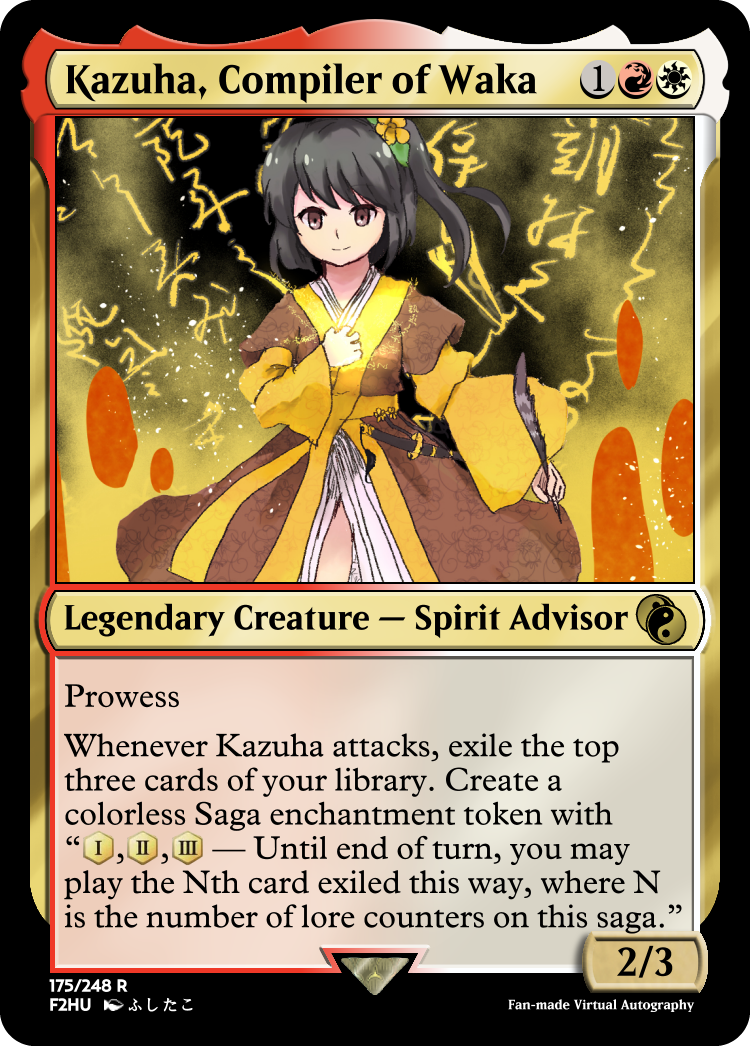 Kazuha, Compiler of Waka 1
Legendary Creature — Spirit Advisor
Prowess
Whenever Kazuha attacks, exile the top
three cards of your library. Create a
colorless Saga enchantment token with
“I,II,III — Until end of turn, you may
play the Nth card exiled this way, where N
is the number of lore counters on this saga.”
2/3
175/248 R
F2HU ふしたこ
Fan-made Virtual Autography